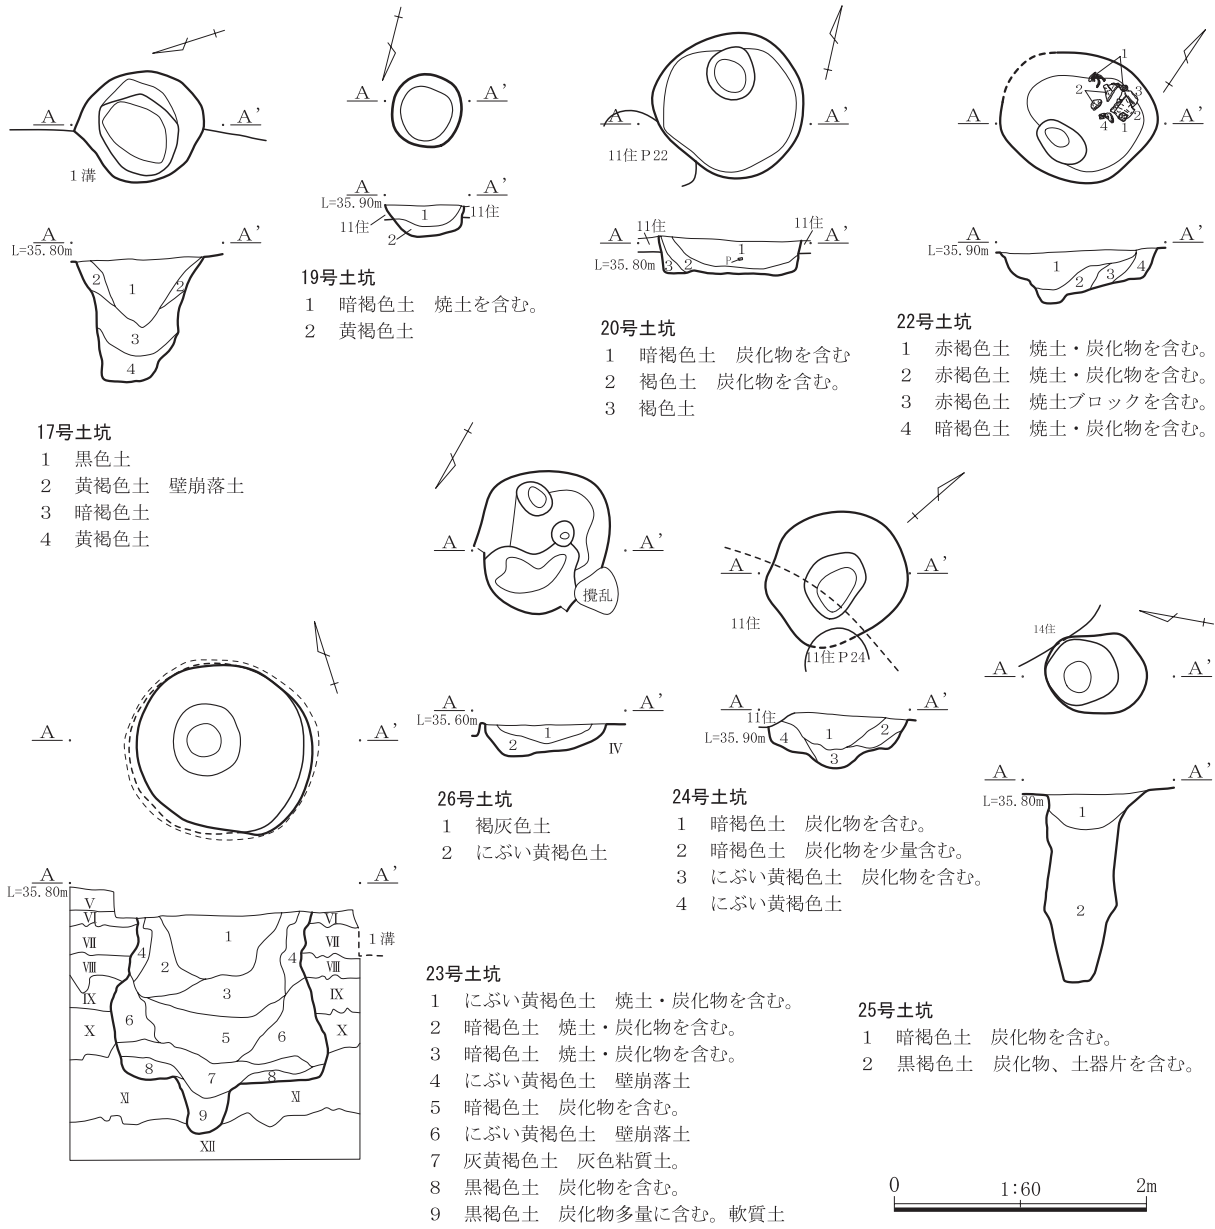 A A'
1溝
A A'
L=35.80m
1
2
2
3
4
17号土坑
1 黒色土
2 黄褐色土 壁崩落土
3 暗褐色土
4 黄褐色土
A A'
A A'
L=35.90m
11住 11住
1
2
19号土坑
1 暗褐色土 焼土を含む。
2 黄褐色土
A A'
11住P22
11住 11住
A A'
L=35.80m
1
P
3 2
20号土坑
1 暗褐色土 炭化物を含む
2 褐色土 炭化物を含む。
3 褐色土
1
2 3
2
4 1
A A'
A A'
L=35.90m
1 2 3 4
22号土坑
1 赤褐色土 焼土・炭化物を含む。
2 赤褐色土 焼土・炭化物を含む。
3 赤褐色土 焼土ブロックを含む。
4 暗褐色土 焼土・炭化物を含む。
A A'
攪乱
A A'
L=35.60m
1
2
Ⅳ
26号土坑
1 褐灰色土
2 にぶい黄褐色土
A A'
11住
11住P24
A A'
11住
L=35.90m
4 1 2
3
24号土坑
1 暗褐色土 炭化物を含む。
2 暗褐色土 炭化物を少量含む。
3 にぶい黄褐色土 炭化物を含む。
4 にぶい黄褐色土
14住
A A'
A A'
L=35.80m
1
2
25号土坑
1 暗褐色土 炭化物を含む。
2 黒褐色土 炭化物、土器片を含む。
A A'
A A'
L=35.80m
Ⅴ
Ⅵ Ⅵ
Ⅶ 4 2 1 4 Ⅶ 1溝
Ⅷ 3 Ⅷ
Ⅸ Ⅸ
Ⅹ 6 5 6 Ⅹ
8 7 8
Ⅺ 9 Ⅺ
Ⅻ
23号土坑
1 にぶい黄褐色土 焼土・炭化物を含む。
2 暗褐色土 焼土・炭化物を含む。
3 暗褐色土 焼土・炭化物を含む。
4 にぶい黄褐色土 壁崩落土
5 暗褐色土 炭化物を含む。
6 にぶい黄褐色土 壁崩落土
7 灰黄褐色土 灰色粘質土。
8 黒褐色土 炭化物を含む。
9 黒褐色土 炭化物多量に含む。軟質土
0 1:60 2m